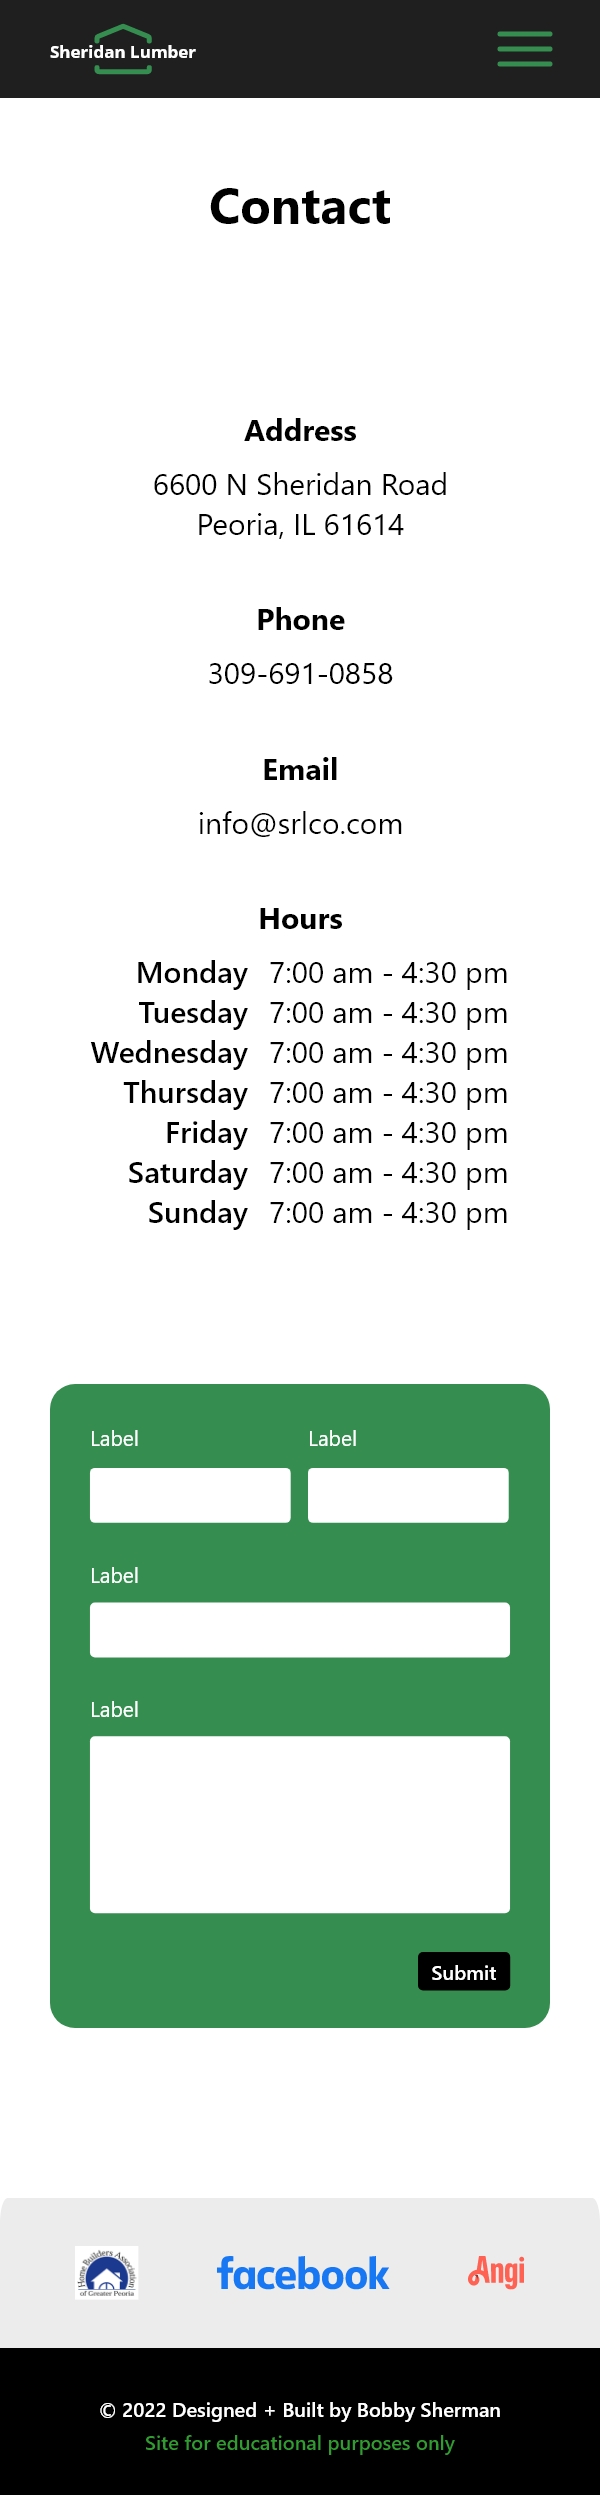 Sheridan Lumber
Contact
Address
6600 N Sheridan Road
Peoria, IL 61614
Phone
309-691-0858
Email
info@srlco.com
Hours
Monday 7:00 am - 4:30 pm
Tuesday 7:00 am - 4:30 pm
Wednesday 7:00 am - 4:30 pm
Thursday 7:00 am - 4:30 pm
Friday 7:00 am - 4:30 pm
Saturday 7:00 am - 4:30 pm
Sunday 7:00 am - 4:30 pm
Label Label
Label
Label
Submit
Home Builders Association
of Greater Peoria
facebook
Angi
© 2022 Designed + Built by Bobby Sherman
Site for educational purposes only